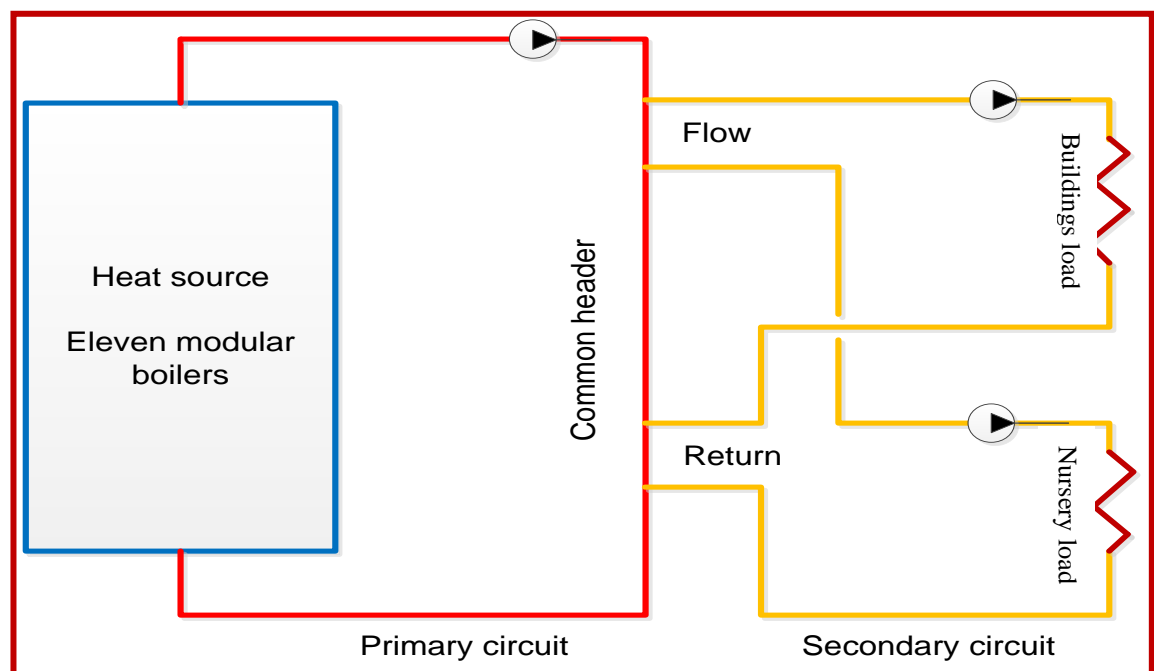 Flow
Buildings load
Heat source
Eleven modular
boilers
Common header
Return
Nursery load
Primary circuit
Secondary circuit